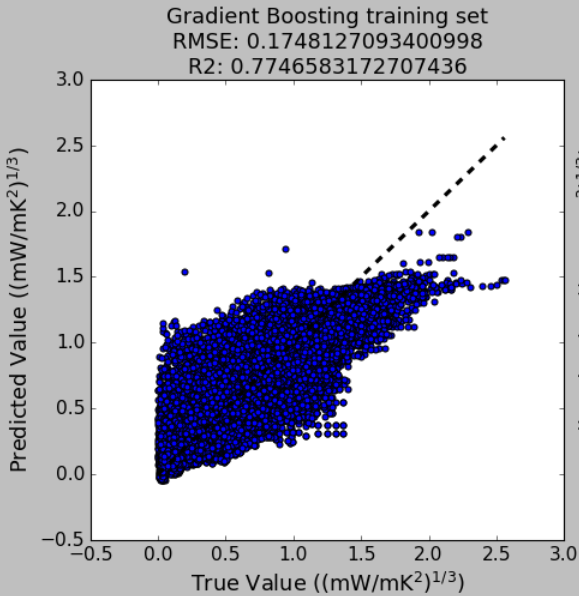 Gradient Boosting training set
RMSE: 0.1748127093400998
R2: 0.7746583172707436
3.0
2.5
2.0
1.5
1.0
0.5
0.0
−0.5
Predicted Value ((mW/mK²)^1/3)
−0.5 0.0 0.5 1.0 1.5 2.0 2.5 3.0
True Value ((mW/mK²)^1/3)